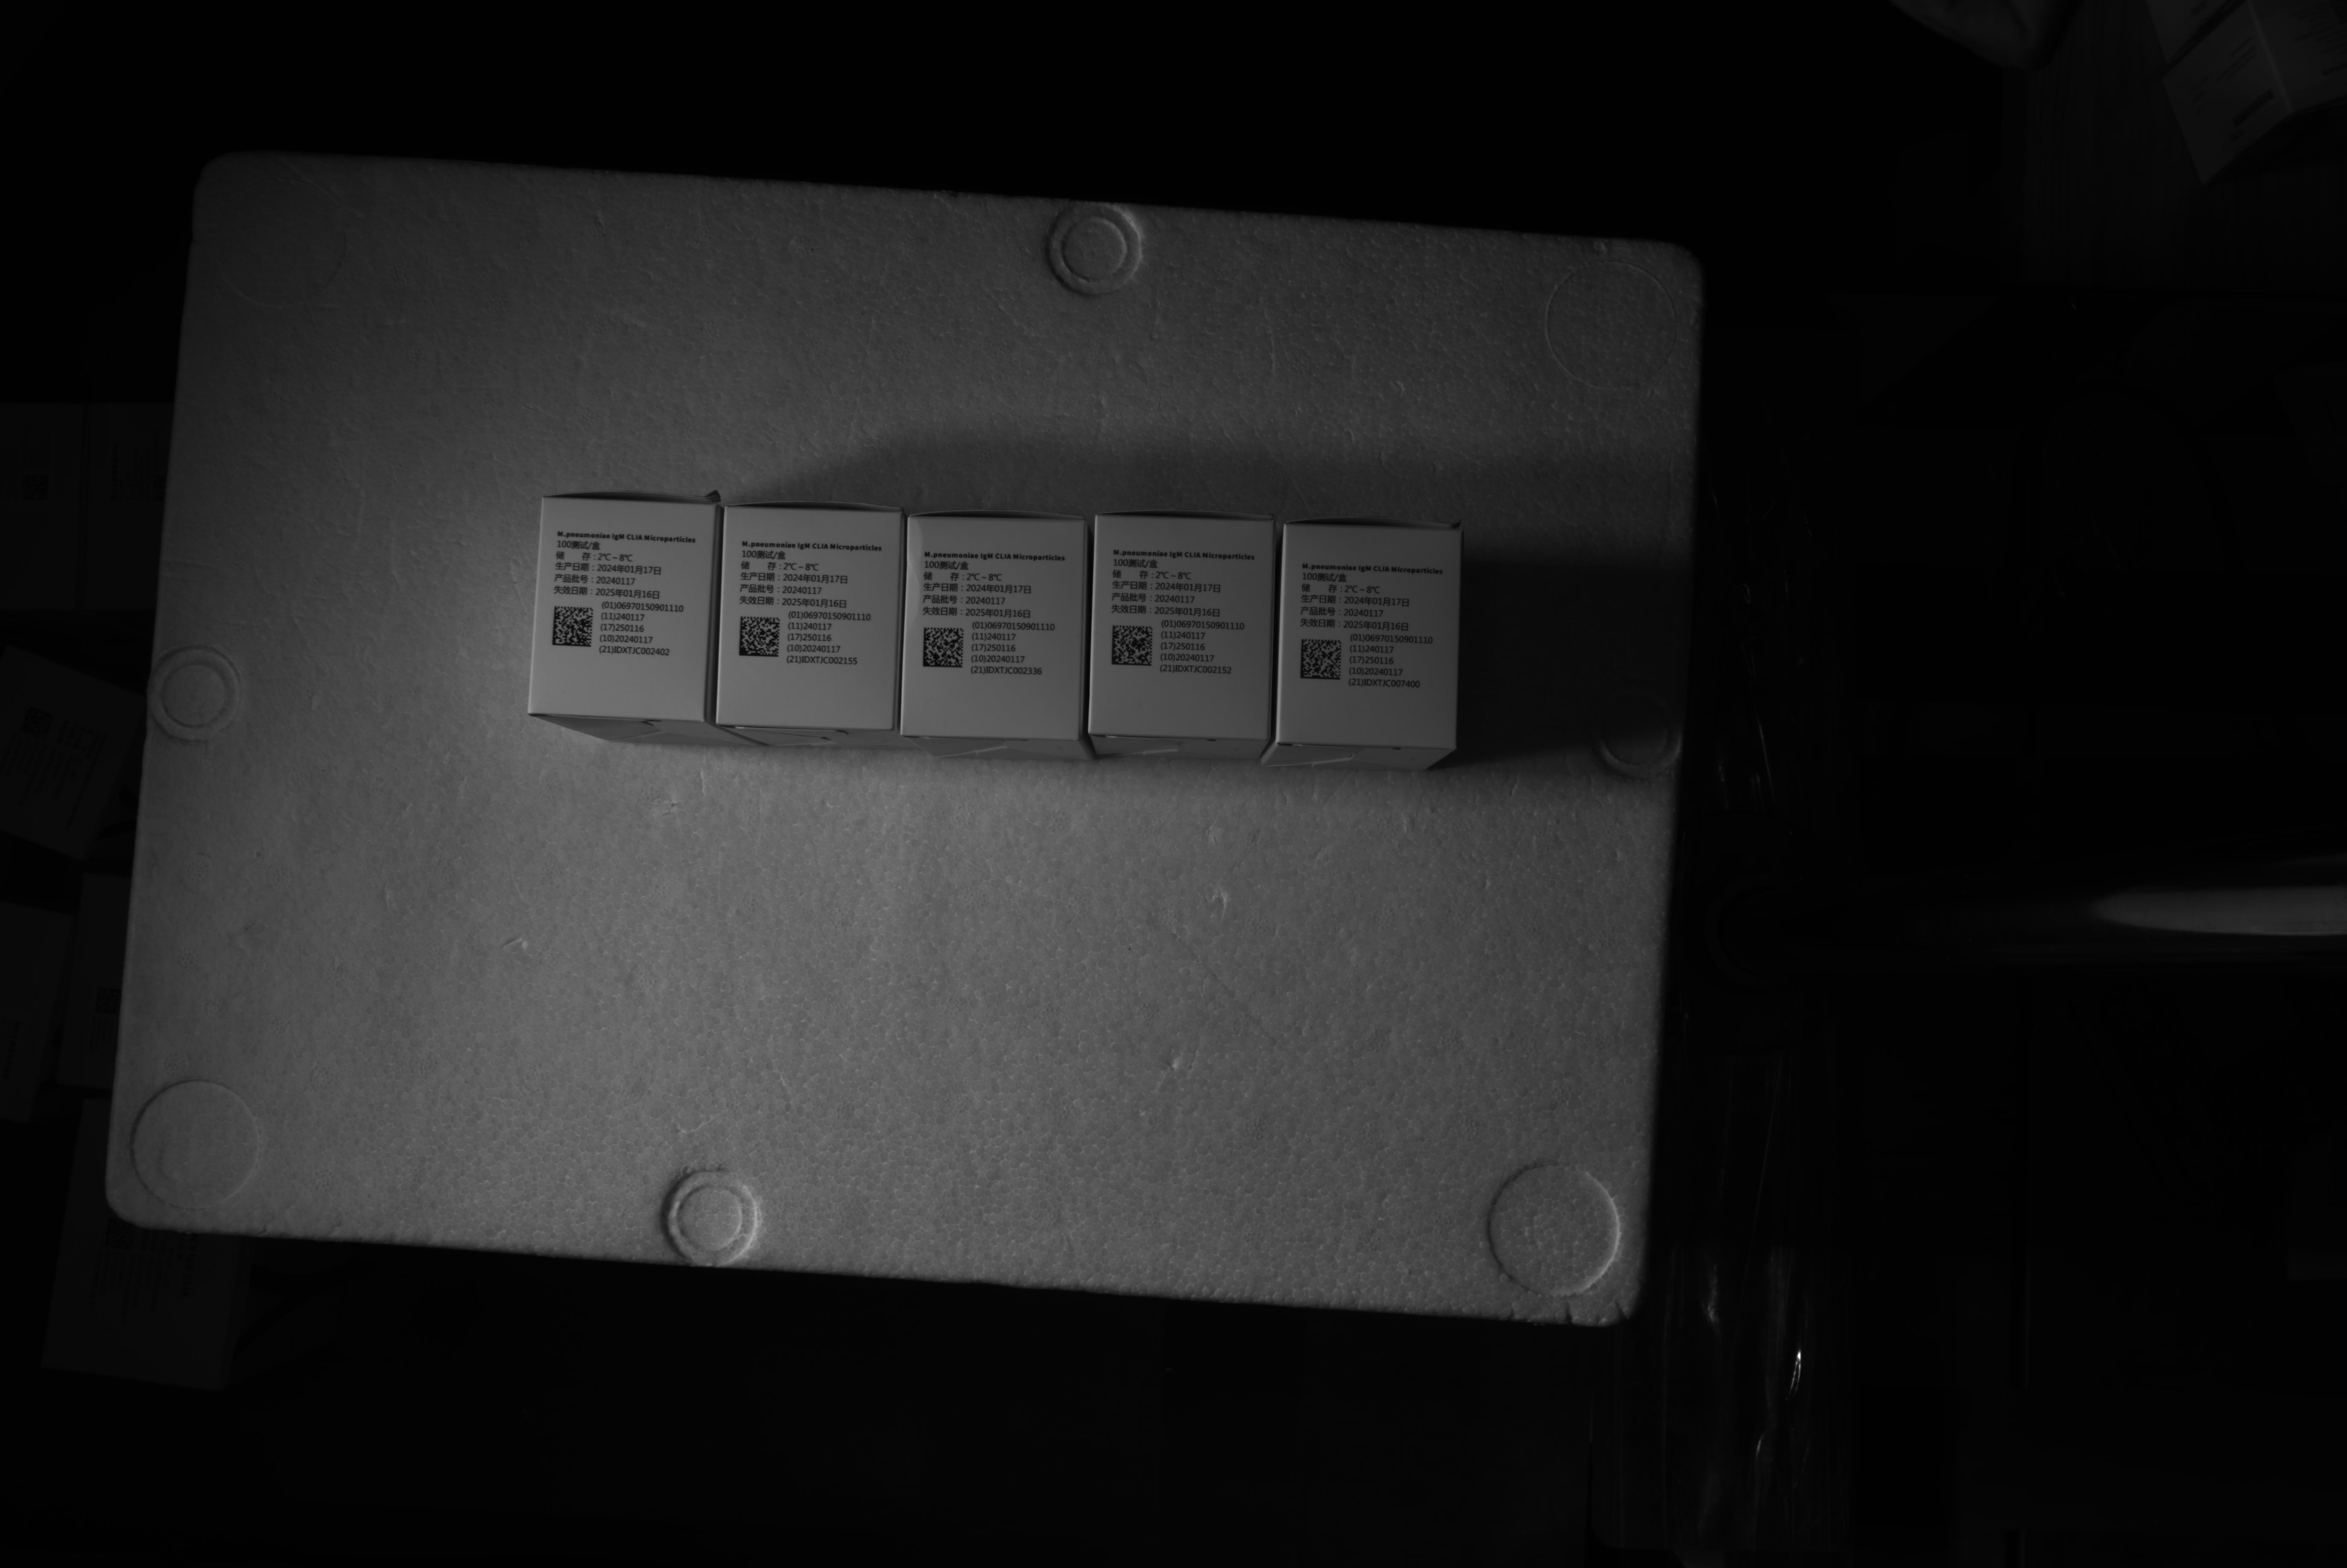 M.pneumoniae IgM CLIA Microparticles
100测试/盒
储 存：2℃~8℃
生产日期：2024年01月17日
产品批号：20240117
失效日期：2025年01月16日
(01)06970150901110
(11)240117
(17)250116
(10)20240117
(21)IDXTJC002402
M.pneumoniae IgM CLIA Microparticles
100测试/盒
储 存：2℃~8℃
生产日期：2024年01月17日
产品批号：20240117
失效日期：2025年01月16日
(01)06970150901110
(11)240117
(17)250116
(10)20240117
(21)IDXTJC002155
M.pneumoniae IgM CLIA Microparticles
100测试/盒
储 存：2℃~8℃
生产日期：2024年01月17日
产品批号：20240117
失效日期：2025年01月16日
(01)06970150901110
(11)240117
(17)250116
(10)20240117
(21)IDXTJC002336
M.pneumoniae IgM CLIA Microparticles
100测试/盒
储 存：2℃~8℃
生产日期：2024年01月17日
产品批号：20240117
失效日期：2025年01月16日
(01)06970150901110
(11)240117
(17)250116
(10)20240117
(21)IDXTJC002152
M.pneumoniae IgM CLIA Microparticles
100测试/盒
储 存：2℃~8℃
生产日期：2024年01月17日
产品批号：20240117
失效日期：2025年01月16日
(01)06970150901110
(11)240117
(17)250116
(10)20240117
(21)IDXTJC007400